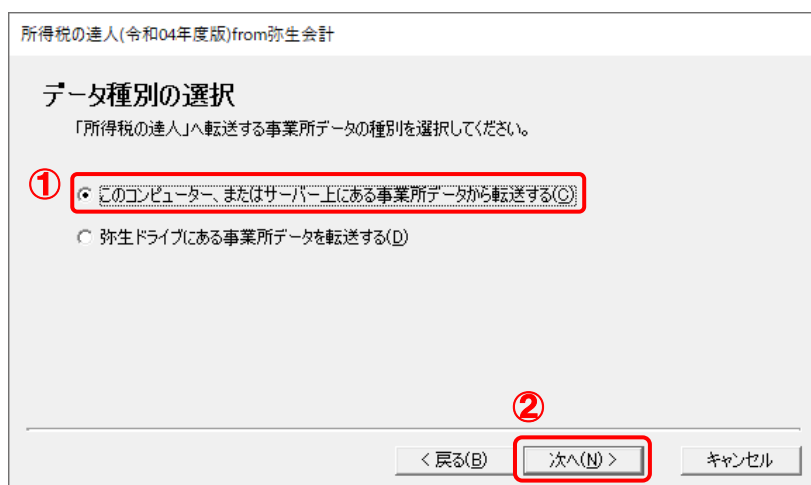 所得税の達人(令和04年度版)from弥生会計
データ種別の選択
「所得税の達人」へ転送する事業所データの種別を選択してください。
① このコンピューター、またはサーバー上にある事業所データから転送する(C)
弥生ドライブにある事業所データを転送する(D)
②
< 戻る(B) 次へ(N) > キャンセル